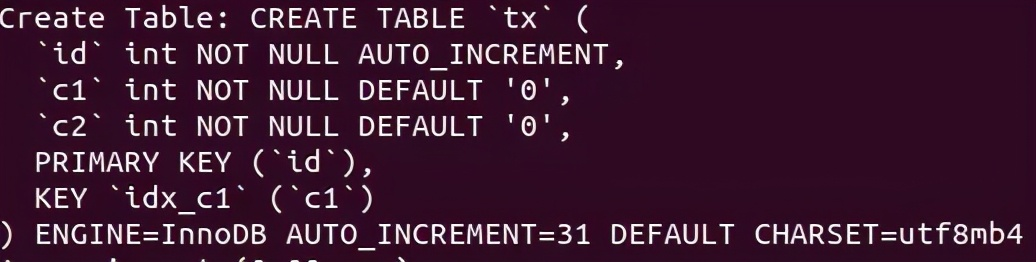 Create Table: CREATE TABLE `tx` (
  `id` int NOT NULL AUTO_INCREMENT,
  `c1` int NOT NULL DEFAULT '0',
  `c2` int NOT NULL DEFAULT '0',
  PRIMARY KEY (`id`),
  KEY `idx_c1` (`c1`)
) ENGINE=InnoDB AUTO_INCREMENT=31 DEFAULT CHARSET=utf8mb4